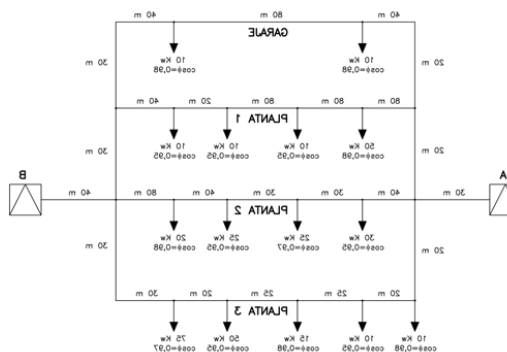 40 m 80 m 40 m
GARAJE
20 m 10 Kw 10 Kw 30 m
cosφ=0,98 cosφ=0,98
80 m 80 m 80 m 20 m 40 m
PLANTA 1
50 Kw 10 Kw 10 Kw 10 Kw
20 m cosφ=0,98 cosφ=0,95 cosφ=0,95 cosφ=0,95 30 m
A B
30 m 40 m 30 m 30 m 40 m 80 m 40 m
PLANTA 2
30 Kw 25 Kw 25 Kw 20 Kw
20 m cosφ=0,95 cosφ=0,97 cosφ=0,95 cosφ=0,98 30 m
20 m 25 m 25 m 20 m 30 m
PLANTA 3
10 Kw 10 Kw 15 Kw 50 Kw 75 Kw
cosφ=0,98 cosφ=0,95 cosφ=0,98 cosφ=0,95 cosφ=0,97